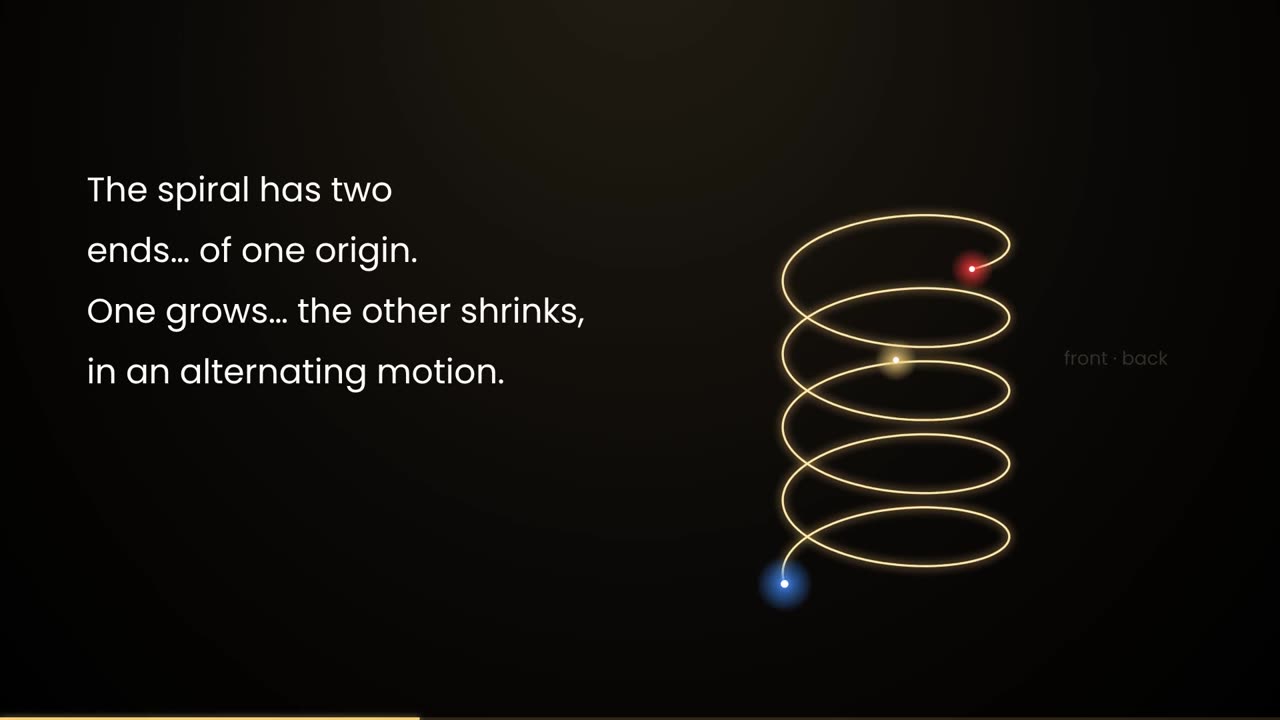 The spiral has two
ends... of one origin.
One grows... the other shrinks,
in an alternating motion.
front · back